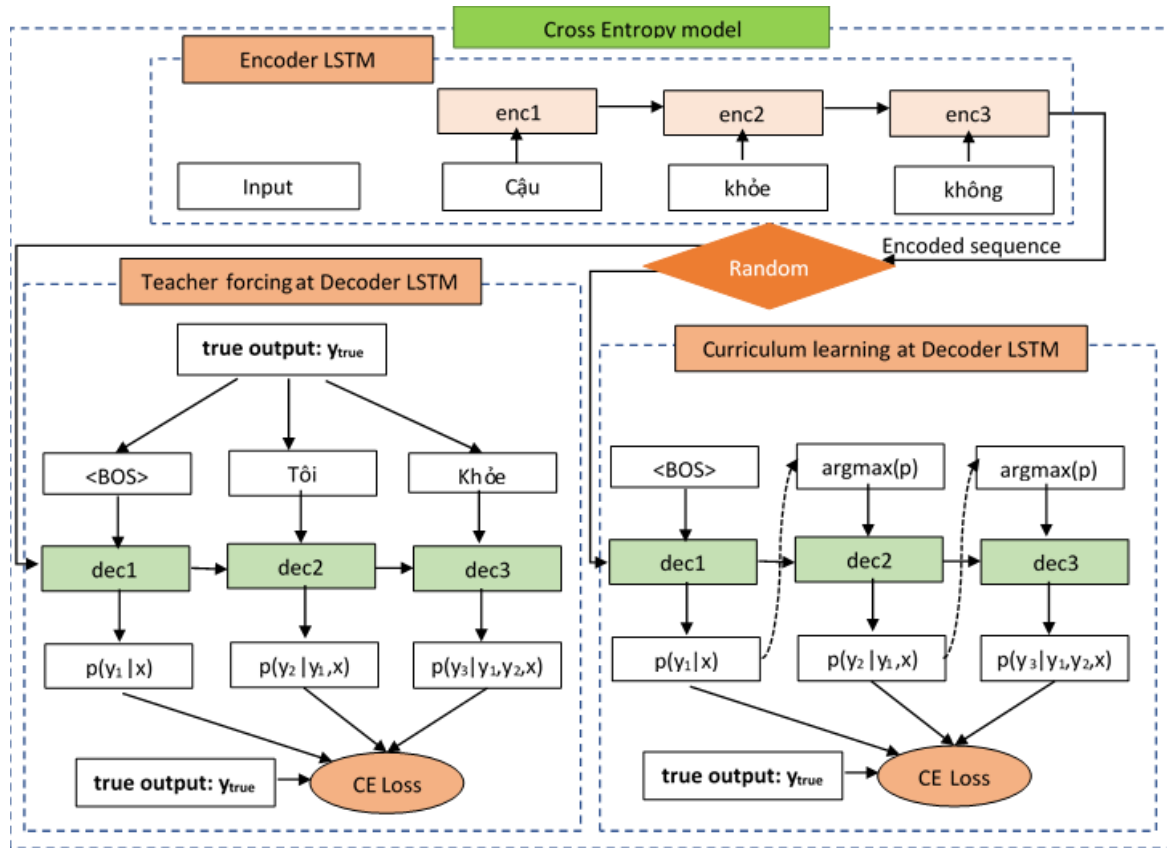 Cross Entropy model
Encoder LSTM
enc1
enc2
enc3
Input
Cậu
khỏe
không
Encoded sequence
Random
Teacher forcing at Decoder LSTM
true output: ytrue
<BOS>
Tôi
Khỏe
dec1
dec2
dec3
p(y₁|x)
p(y₂|y₁,x)
p(y₃|y₁,y₂,x)
true output: ytrue
CE Loss
Curriculum learning at Decoder LSTM
<BOS>
argmax(p)
argmax(p)
dec1
dec2
dec3
p(y₁|x)
p(y₂|y₁,x)
p(y₃|y₁,y₂,x)
true output: ytrue
CE Loss